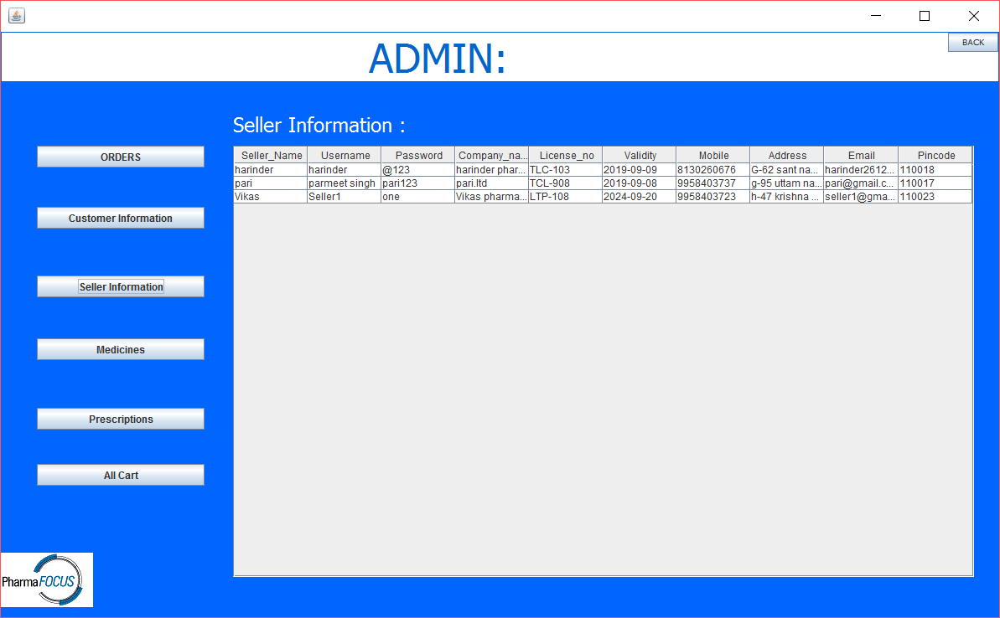 ADMIN:
BACK
Seller Information :
ORDERS
Customer Information
Seller Information
Medicines
Prescriptions
All Cart
Seller_Name Username Password Company_na... License_no Validity Mobile Address Email Pincode
harinder harinder @123 harinder phar... TLC-103 2019-09-09 8130260676 G-62 sant na... harinder2612... 110018
pari parmeet singh pari123 pari.ltd TCL-908 2019-09-08 9958403737 g-95 uttam na... pari@gmail.c... 110017
Vikas Seller1 one Vikas pharma... LTP-108 2024-09-20 9958403723 h-47 krishna ... seller1@gma... 110023
PharmaFOCUS